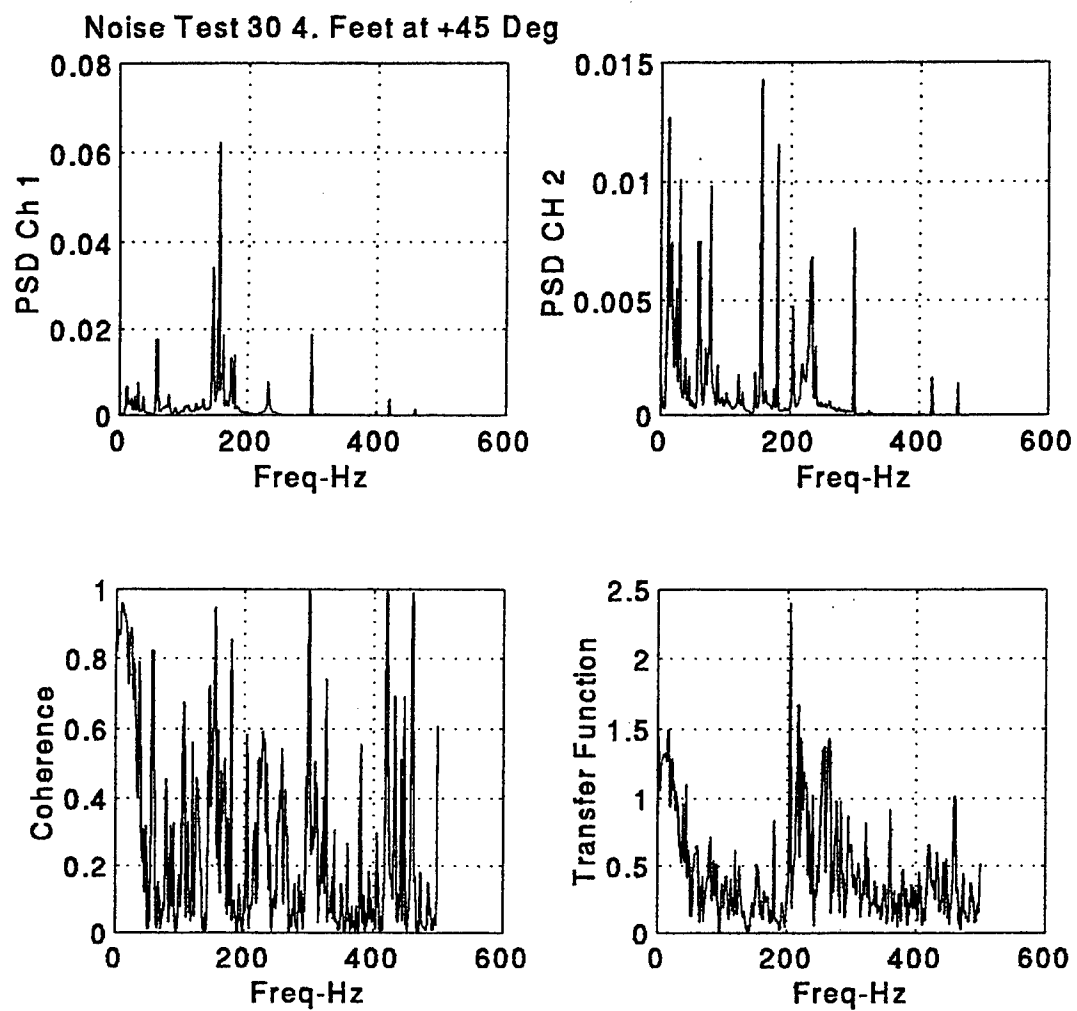 Noise Test 30 4. Feet at +45 Deg
0.08
0.06
0.04
0.02
0
PSD Ch 1
0 200 400 600
Freq-Hz
0.015
0.01
0.005
0
PSD CH 2
0 200 400 600
Freq-Hz
1
0.8
0.6
0.4
0.2
0
Coherence
0 200 400 600
Freq-Hz
2.5
2
1.5
1
0.5
0
Transfer Function
0 200 400 600
Freq-Hz